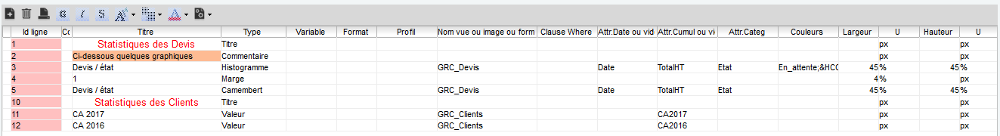 G I S A A
Id ligne Cc Titre Type Variable Format Profil Nom vue ou image ou form Clause Where Attr.Date ou vid Attr.Cumul ou vi Attr.Categ Couleurs Largeur U Hauteur U
1 Statistiques des Devis Titre px px
2 Ci-dessous quelques graphiques Commentaire px px
3 Devis / état Histogramme GRC_Devis Date TotalHT Etat En_attente;&HCC 45% 45%
4 1 Marge 4% px
5 Devis / état Camembert GRC_Devis Date TotalHT Etat 45% 45%
10 Statistiques des Clients Titre px px
11 CA 2017 Valeur GRC_Clients CA2017 px px
12 CA 2016 Valeur GRC_Clients CA2016 px px